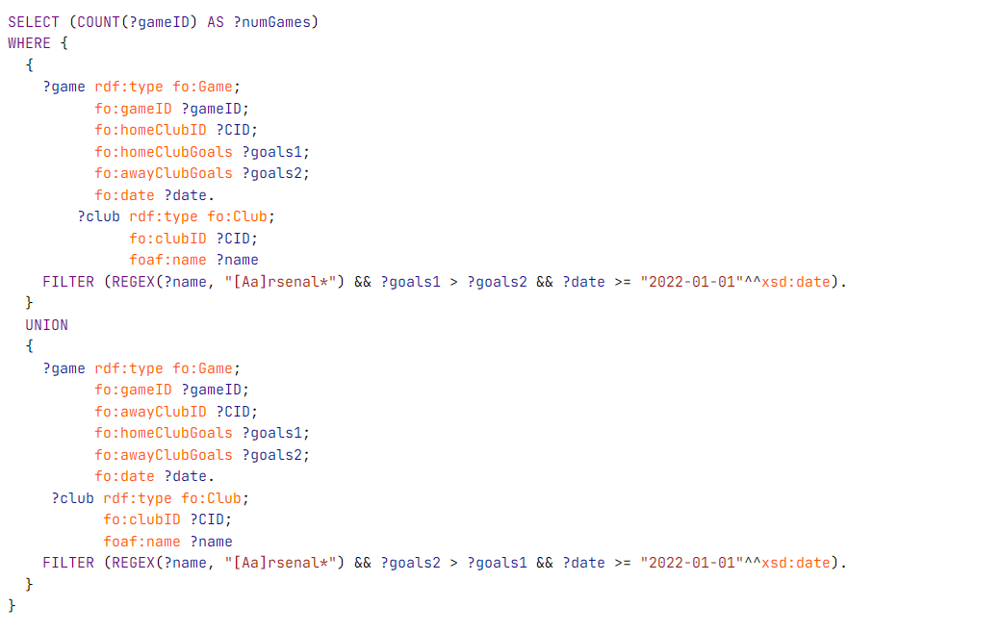 SELECT (COUNT(?gameID) AS ?numGames)
WHERE {
  {
    ?game rdf:type fo:Game;
          fo:gameID ?gameID;
          fo:homeClubID ?CID;
          fo:homeClubGoals ?goals1;
          fo:awayClubGoals ?goals2;
          fo:date ?date.
        ?club rdf:type fo:Club;
              fo:clubID ?CID;
              foaf:name ?name
    FILTER (REGEX(?name, "[Aa]rsenal*") && ?goals1 > ?goals2 && ?date >= "2022-01-01"^^xsd:date).
  }
  UNION
  {
    ?game rdf:type fo:Game;
          fo:gameID ?gameID;
          fo:awayClubID ?CID;
          fo:homeClubGoals ?goals1;
          fo:awayClubGoals ?goals2;
          fo:date ?date.
     ?club rdf:type fo:Club;
           fo:clubID ?CID;
           foaf:name ?name
    FILTER (REGEX(?name, "[Aa]rsenal*") && ?goals2 > ?goals1 && ?date >= "2022-01-01"^^xsd:date).
  }
}